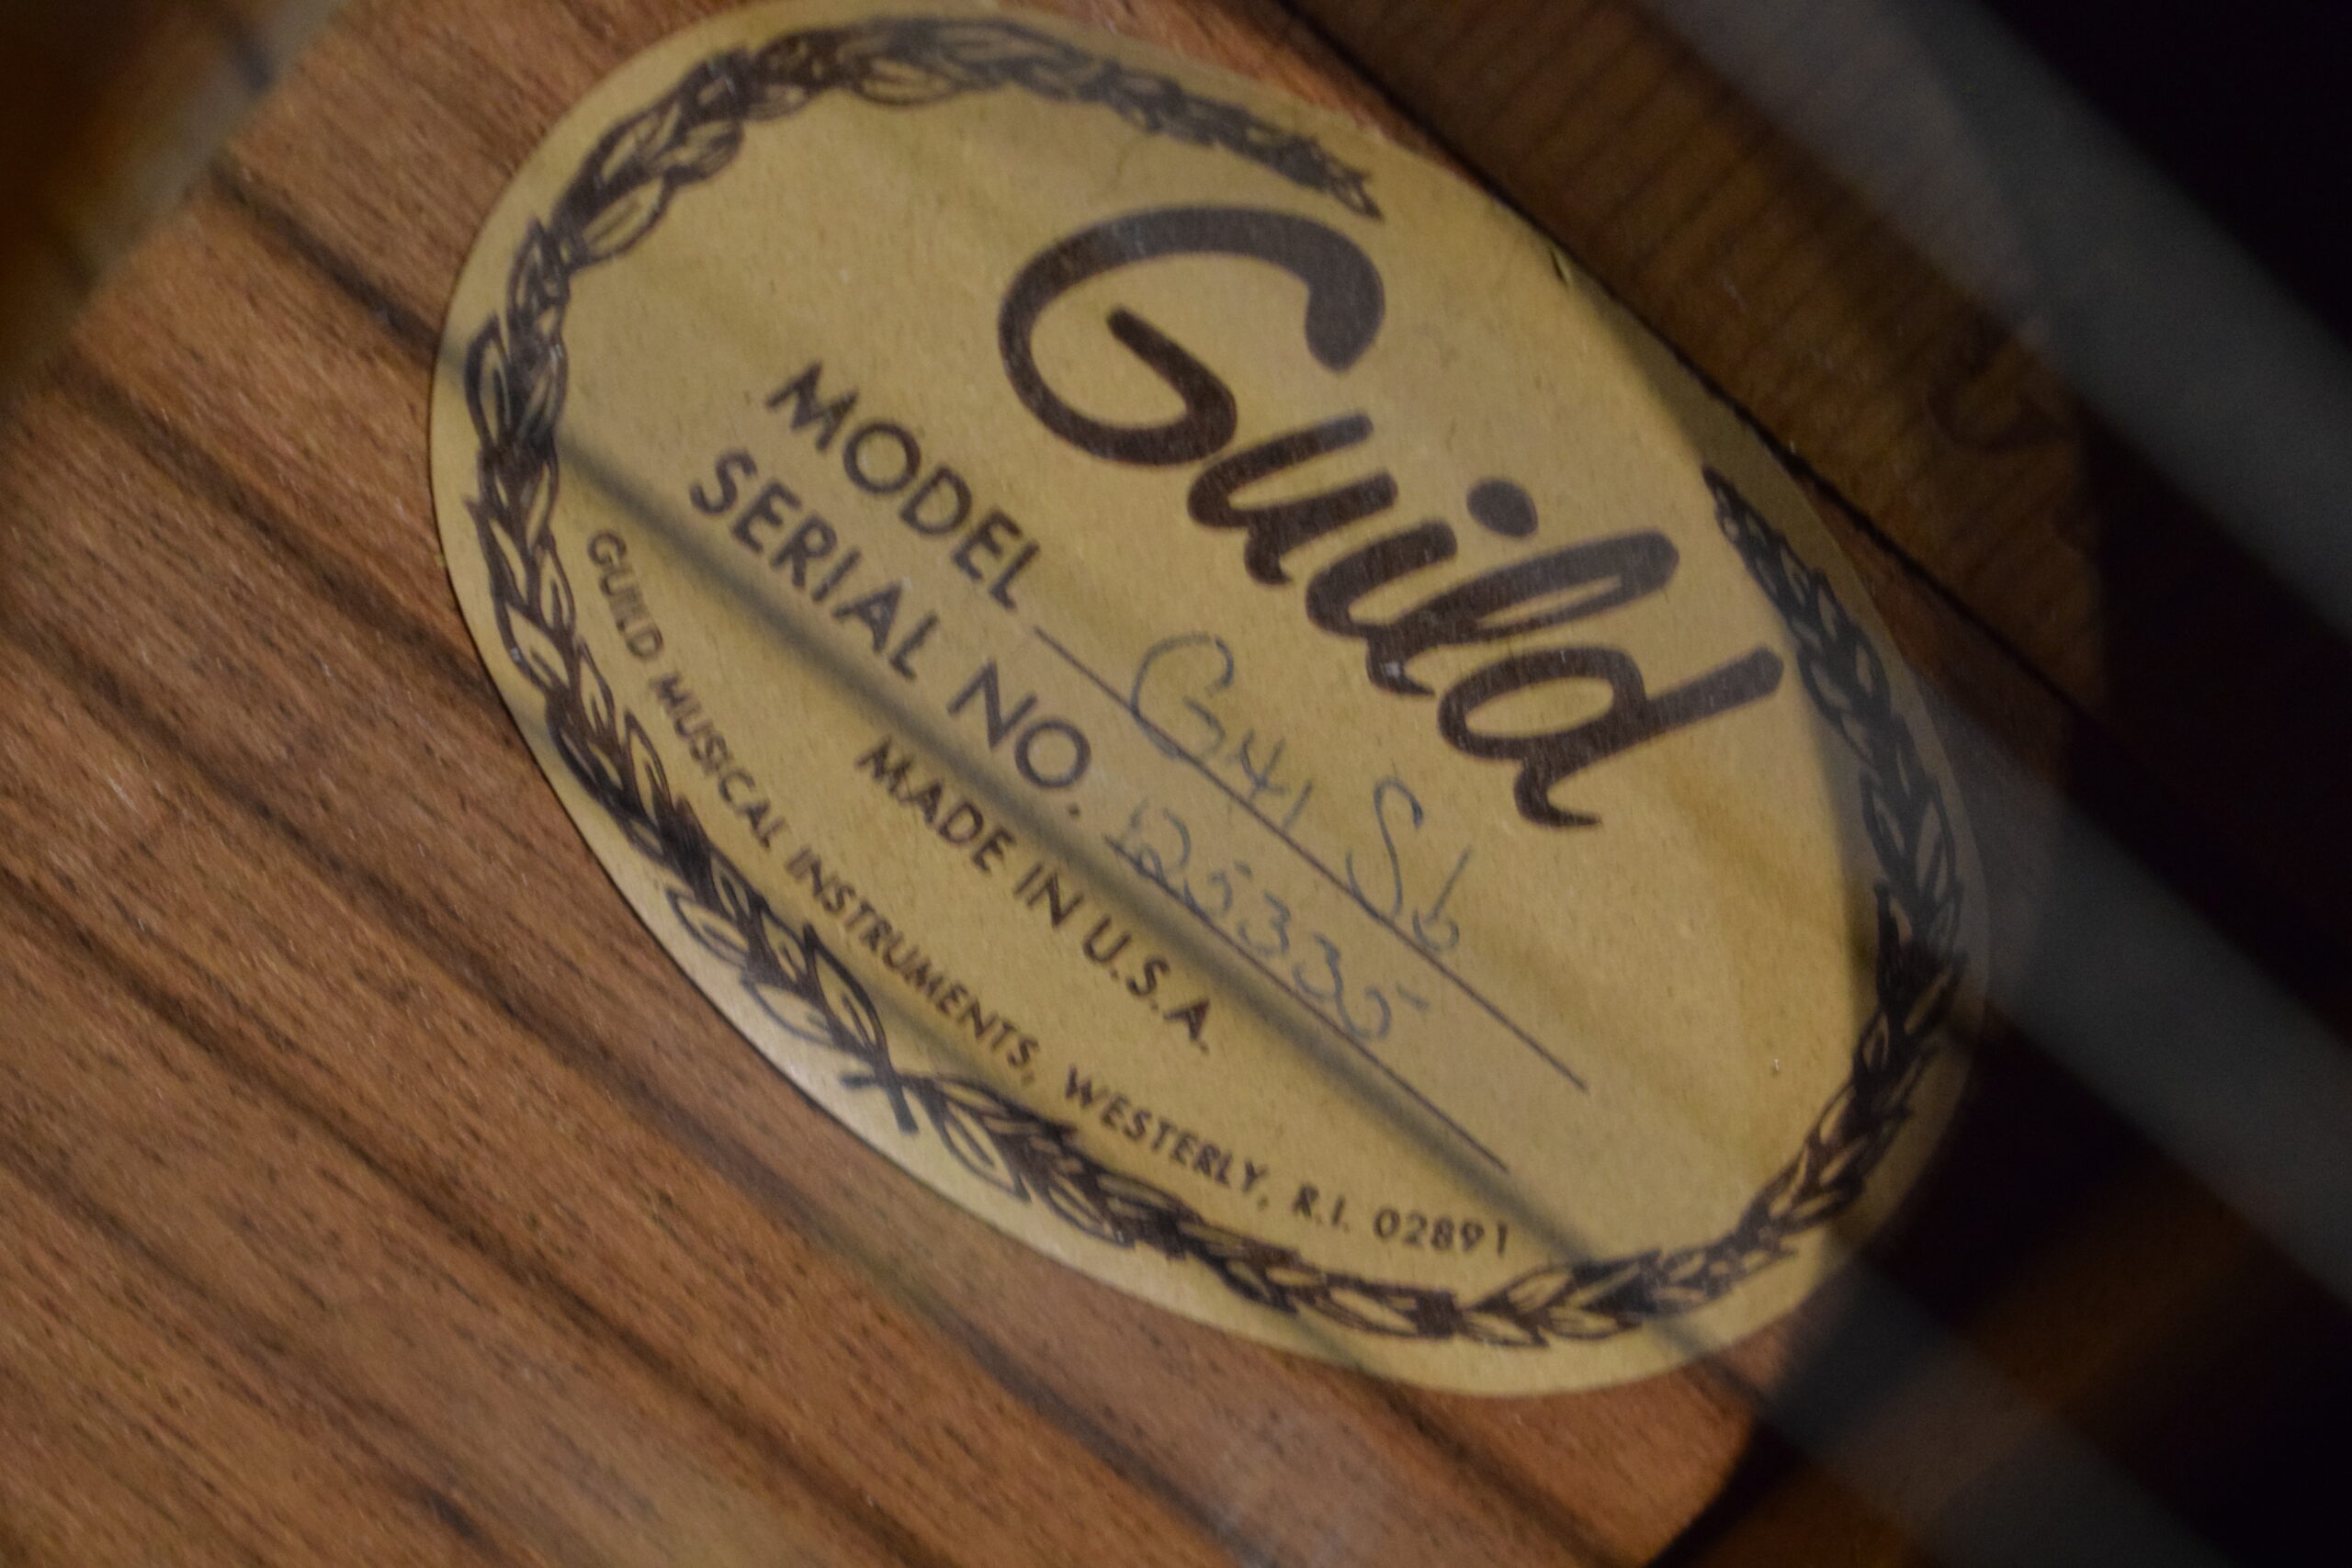 Guild
MODEL G41 Sb
SERIAL NO. 125335
MADE IN U.S.A.
GUILD MUSICAL INSTRUMENTS, WESTERLY, R.I. 02891